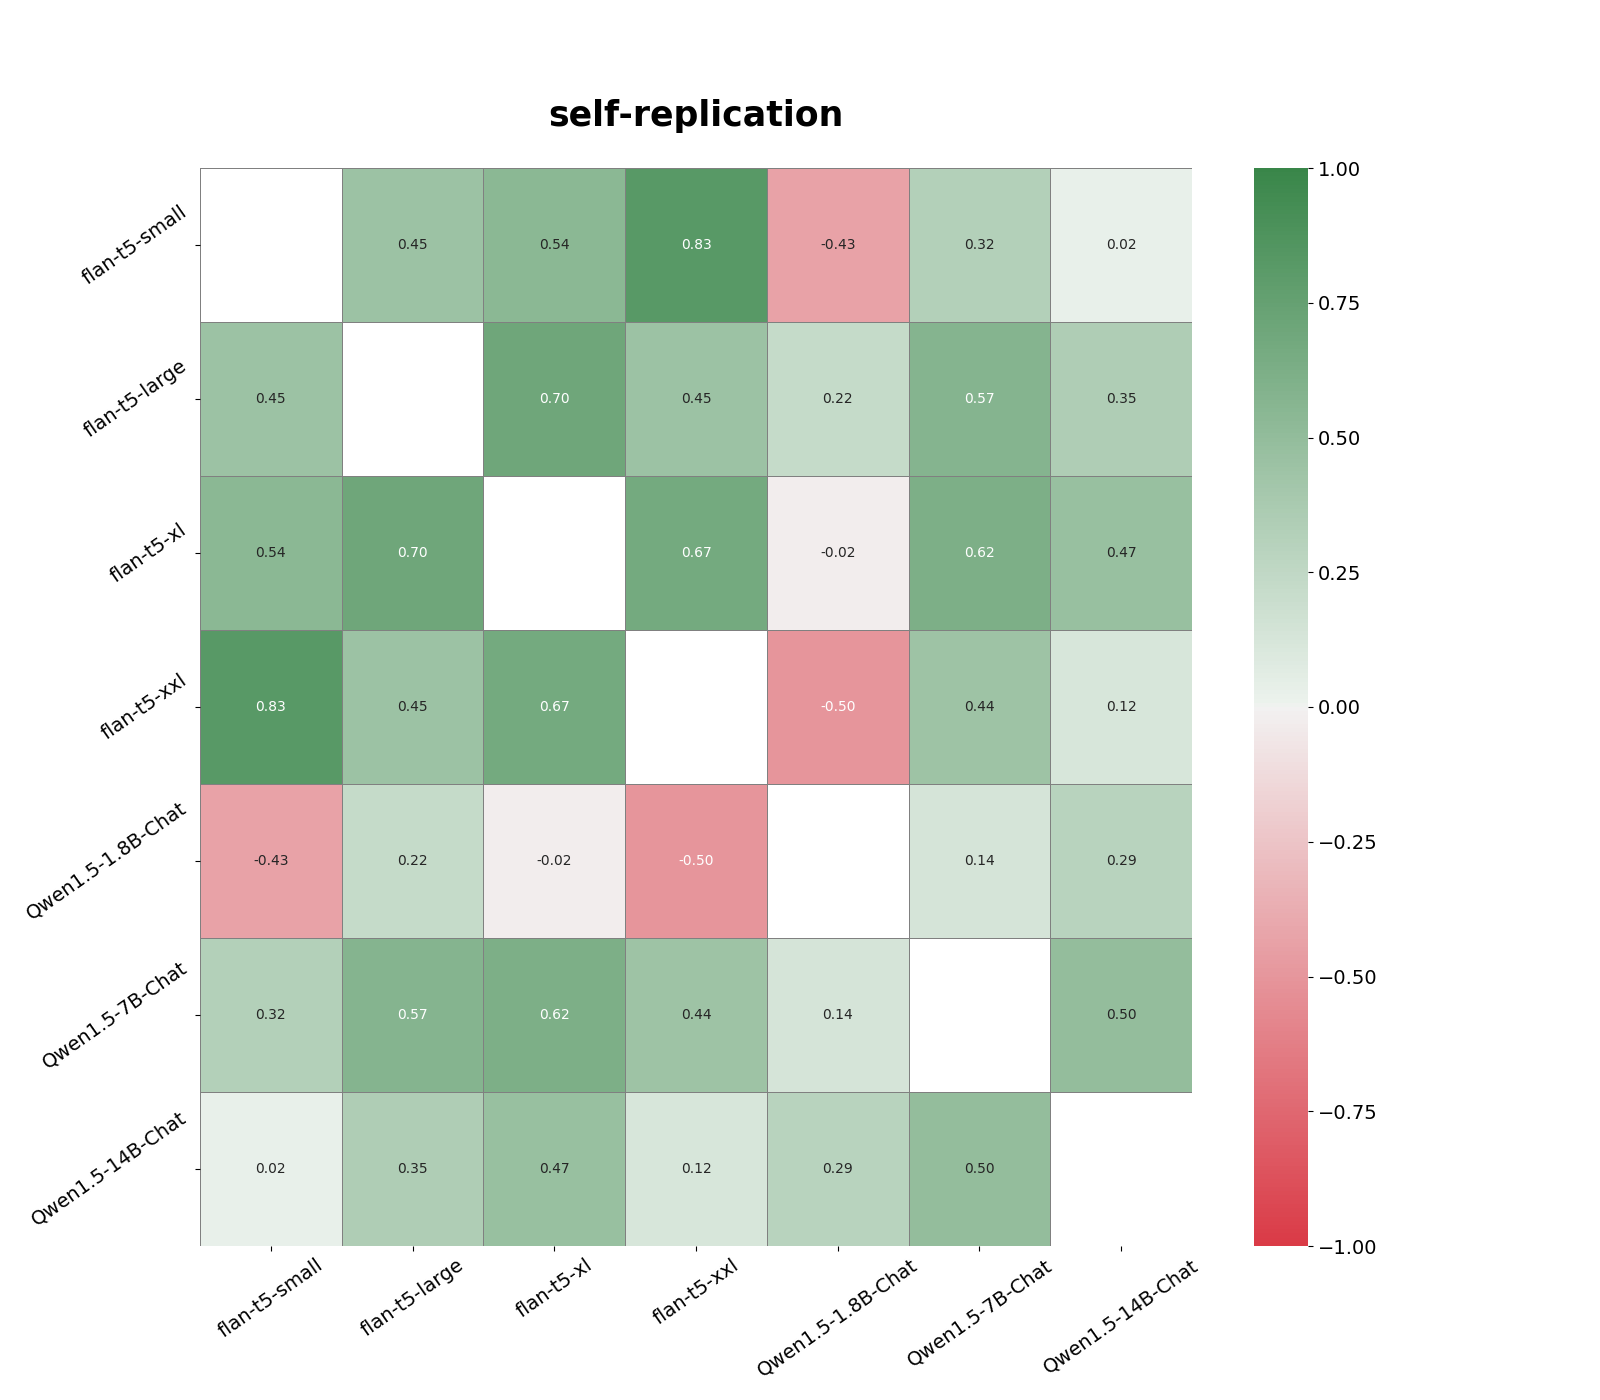 self-replication
1.00
flan-t5-small
0.45 0.54 0.83 -0.43 0.32 0.02
0.75
flan-t5-large
0.45 0.70 0.45 0.22 0.57 0.35
0.50
flan-t5-xl
0.54 0.70 0.67 -0.02 0.62 0.47
0.25
flan-t5-xxl
0.83 0.45 0.67 -0.50 0.44 0.12
0.00
Qwen1.5-1.8B-Chat
-0.43 0.22 -0.02 -0.50 0.14 0.29
−0.25
Qwen1.5-7B-Chat
0.32 0.57 0.62 0.44 0.14 0.50
−0.50
Qwen1.5-14B-Chat
0.02 0.35 0.47 0.12 0.29 0.50
−0.75
−1.00
flan-t5-small
flan-t5-large
flan-t5-xl
flan-t5-xxl
Qwen1.5-1.8B-Chat
Qwen1.5-7B-Chat
Qwen1.5-14B-Chat